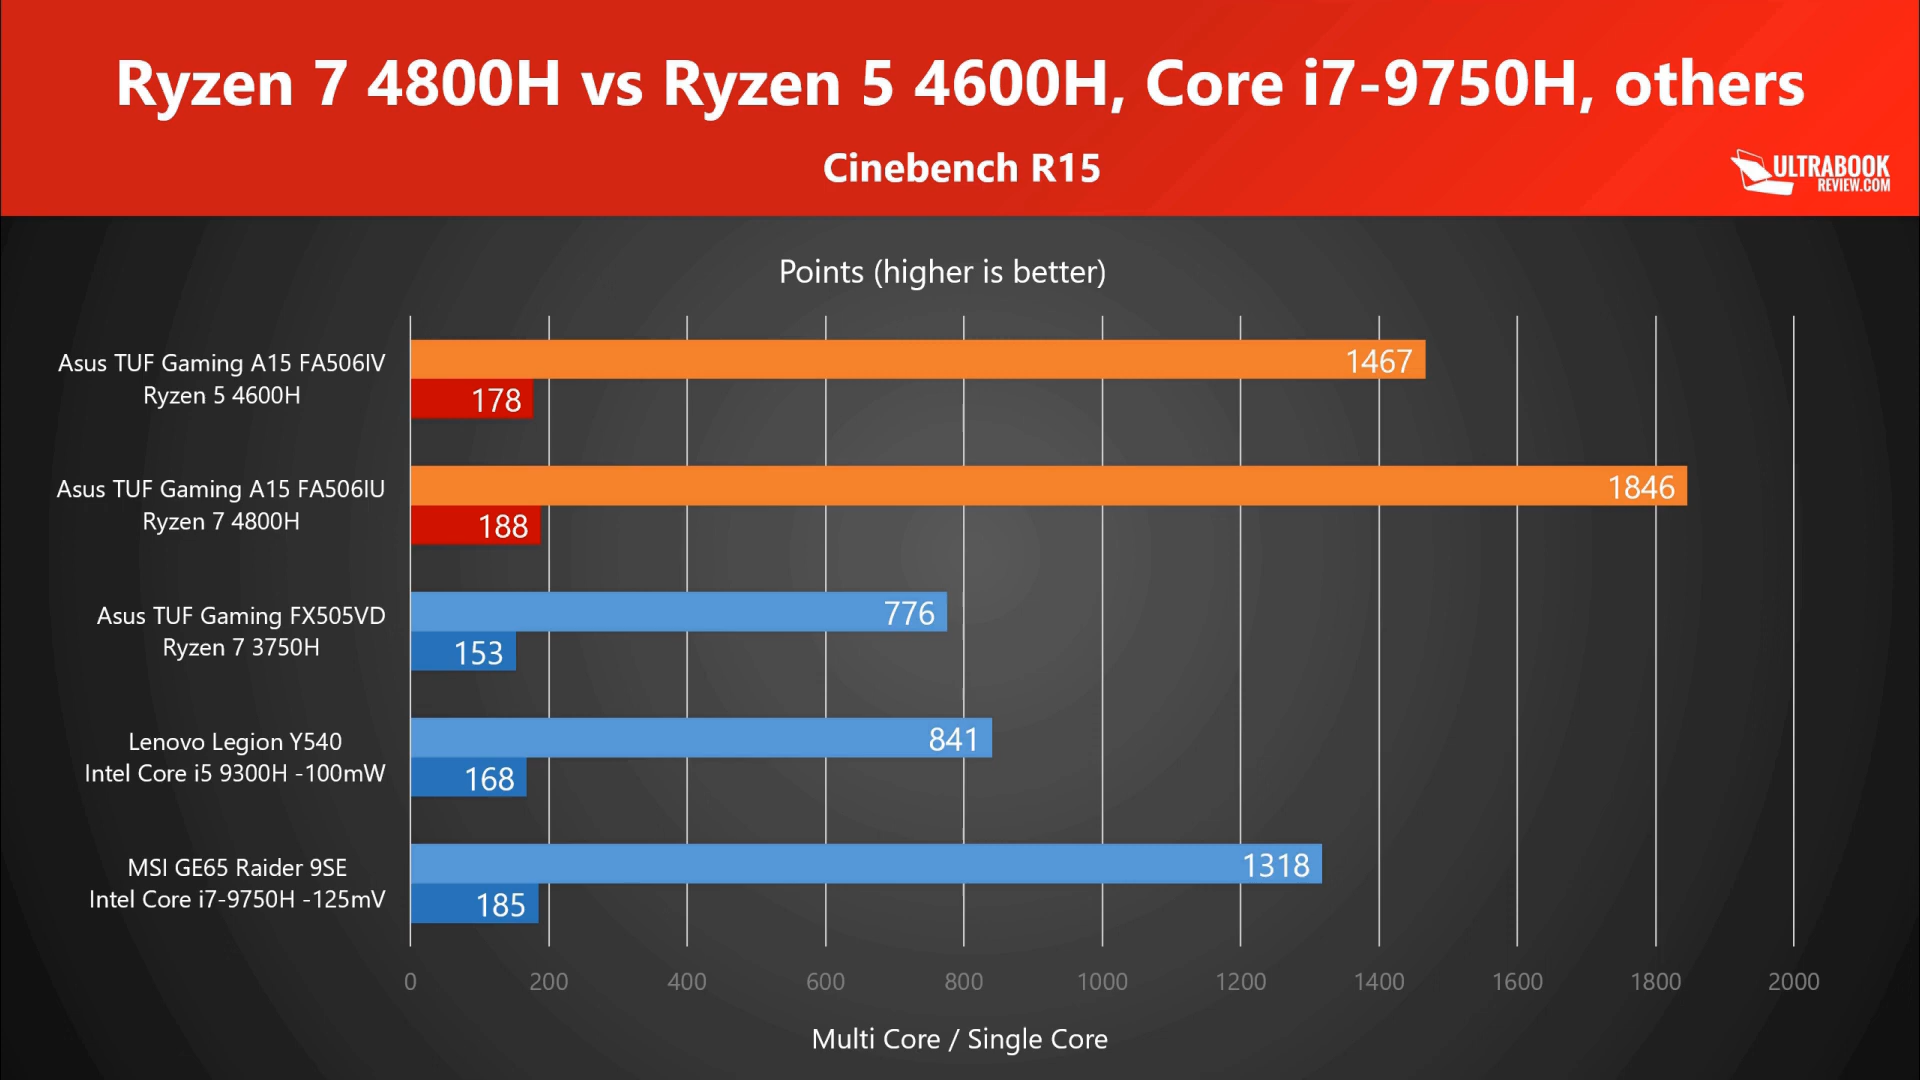 Ryzen 7 4800H vs Ryzen 5 4600H, Core i7-9750H, others
Cinebench R15
ULTRABOOK
REVIEW.COM
Points (higher is better)
Asus TUF Gaming A15 FA506IV
Ryzen 5 4600H
1467
178
Asus TUF Gaming A15 FA506IU
Ryzen 7 4800H
1846
188
Asus TUF Gaming FX505VD
Ryzen 7 3750H
776
153
Lenovo Legion Y540
Intel Core i5 9300H -100mW
841
168
MSI GE65 Raider 9SE
Intel Core i7-9750H -125mV
1318
185
0 200 400 600 800 1000 1200 1400 1600 1800 2000
Multi Core / Single Core